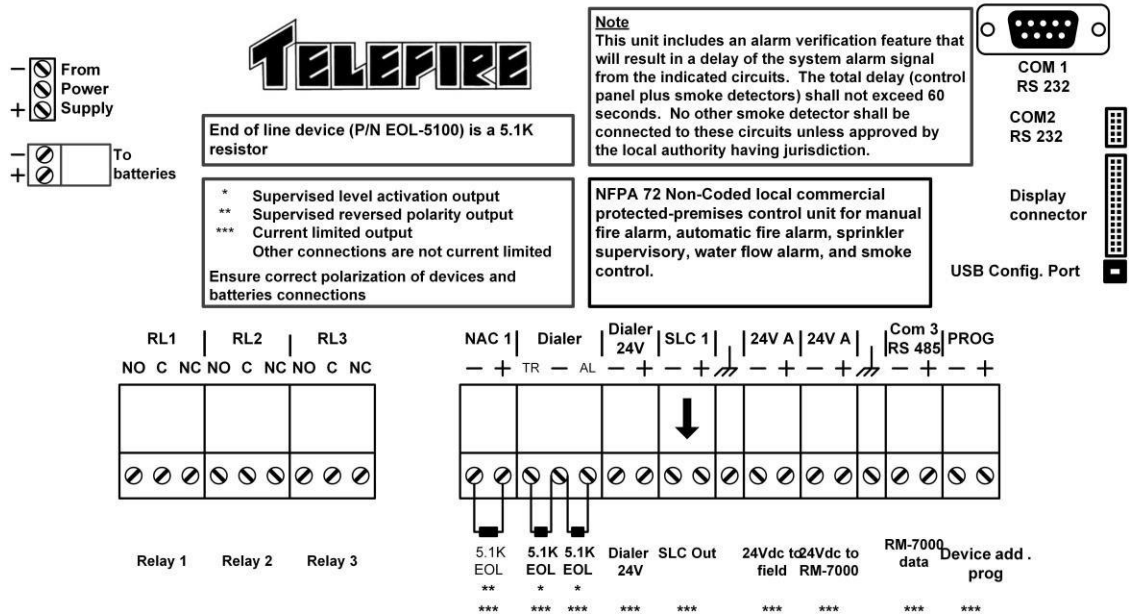 − From
Power
+ Supply
− To
+ batteries
TELEFIRE
End of line device (P/N EOL-5100) is a 5.1K
resistor
* Supervised level activation output
** Supervised reversed polarity output
*** Current limited output
Other connections are not current limited
Ensure correct polarization of devices and
batteries connections
Note
This unit includes an alarm verification feature that
will result in a delay of the system alarm signal
from the indicated circuits. The total delay (control
panel plus smoke detectors) shall not exceed 60
seconds. No other smoke detector shall be
connected to these circuits unless approved by
the local authority having jurisdiction.
NFPA 72 Non-Coded local commercial
protected-premises control unit for manual
fire alarm, automatic fire alarm, sprinkler
supervisory, water flow alarm, and smoke
control.
COM 1
RS 232
COM2
RS 232
Display
connector
USB Config. Port
RL1 RL2 RL3
NO C NC NO C NC NO C NC
Relay 1 Relay 2 Relay 3
NAC 1 Dialer Dialer 24V SLC 1 24V A 24V A Com 3 RS 485 PROG
− + TR − AL − + − + − + − + − + − +
5.1K EOL 5.1K EOL 5.1K EOL Dialer 24V SLC Out 24Vdc to field 24Vdc to RM-7000 RM-7000 data Device add . prog
** * *
*** *** *** *** *** *** *** *** ***